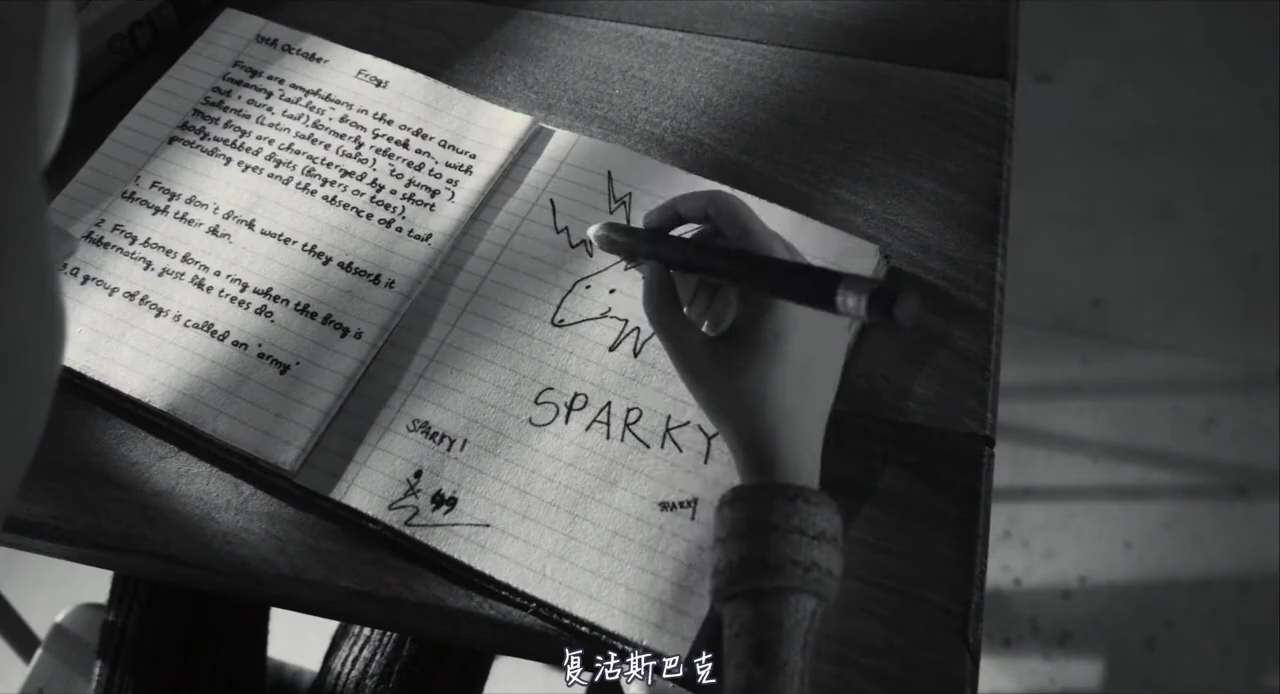 13th October Frogs
Frogs are amphibians in the order anura
(meaning "tail-less", from Greek an-, with
out + oura, tail), formerly referred to as
Salientia (Latin salere (salio), "to jump").
most frogs are characterized by a short
body, webbed digits (fingers or toes),
protruding eyes and the absence of a tail.
1. Frogs don't drink water they absorb it
through their skin.
2. Frog bones form a ring when the frog is
hibernating, just like trees do.
3. A group of frogs is called an "army"
SPARKY
SPARKY!
SPARKY
复活斯巴克